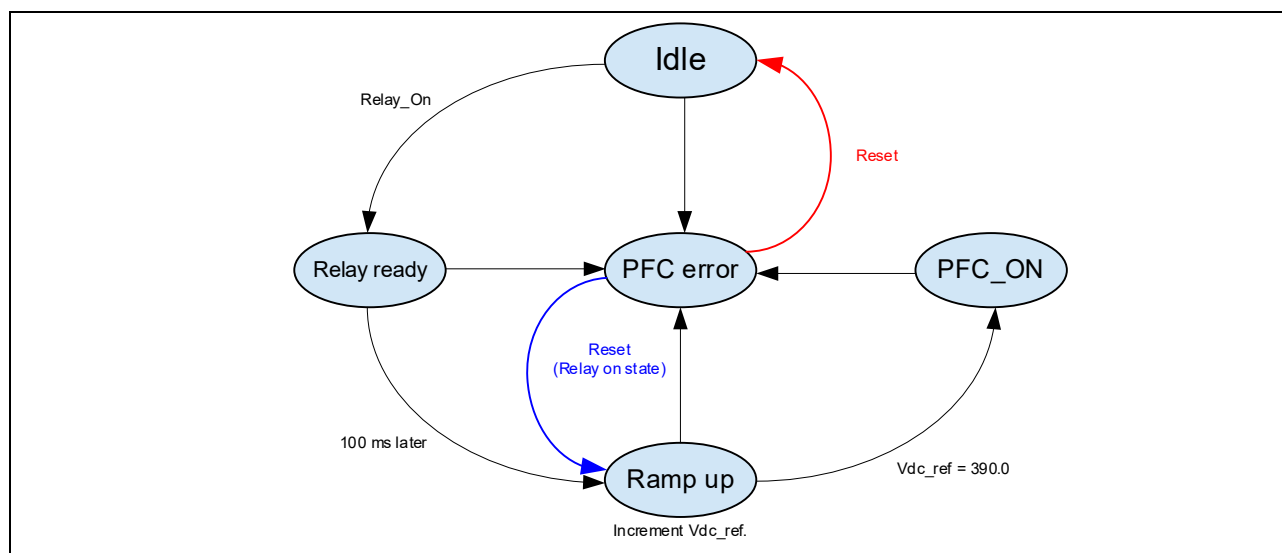 Idle
Relay_On
Reset
Relay ready
PFC error
PFC_ON
Reset
(Relay on state)
100 ms later
Vdc_ref = 390.0
Ramp up
Increment Vdc_ref.